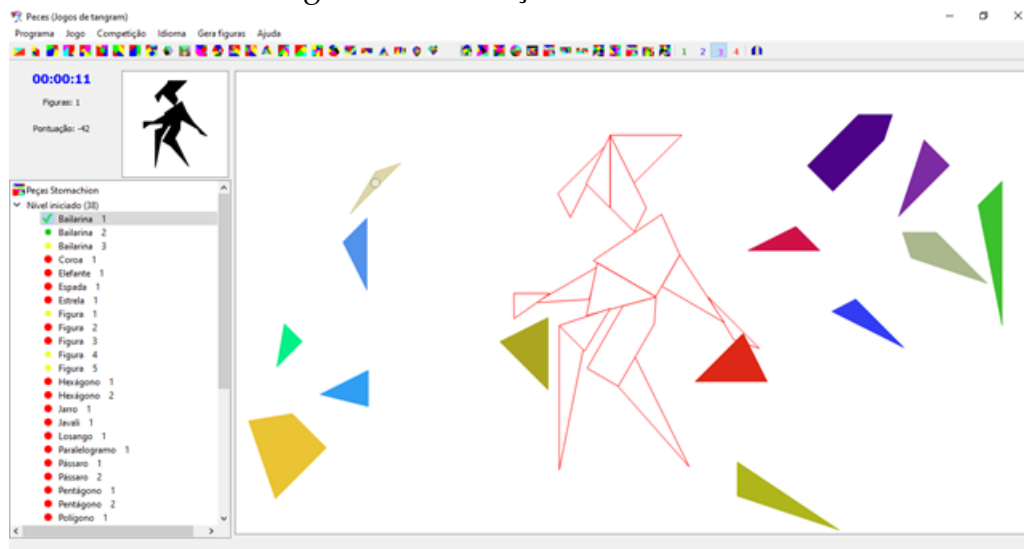 Peces (Jogos de tangram)
Programa Jogo Competição Idioma Gera figuras Ajuda
1 2 3 4
00:00:11
Figuras: 1
Pontuação: -42
Peças Stomachion
Nível iniciado (38)
Bailarina 1
Bailarina 2
Bailarina 3
Coroa 1
Elefante 1
Espada 1
Estrela 1
Figura 1
Figura 2
Figura 3
Figura 4
Figura 5
Hexágono 1
Hexágono 2
Jarro 1
Javali 1
Losango 1
Paralelogramo 1
Pássaro 1
Pássaro 2
Pentágono 1
Pentágono 2
Polígono 1